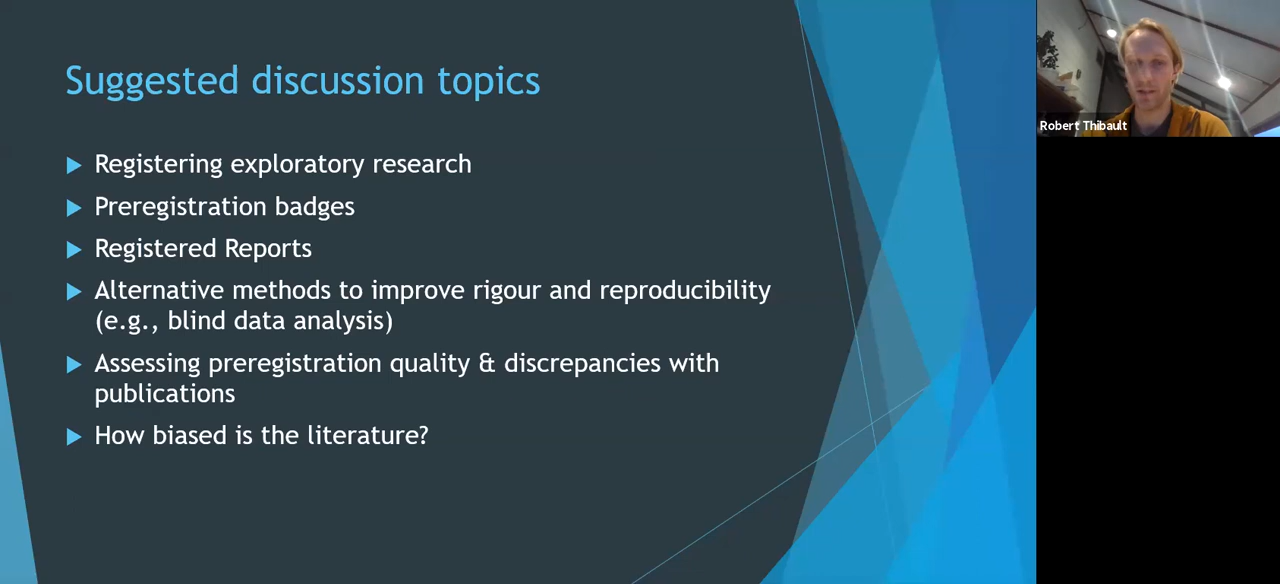 Suggested discussion topics
Registering exploratory research
Preregistration badges
Registered Reports
Alternative methods to improve rigour and reproducibility
(e.g., blind data analysis)
Assessing preregistration quality & discrepancies with
publications
How biased is the literature?
Robert Thibault